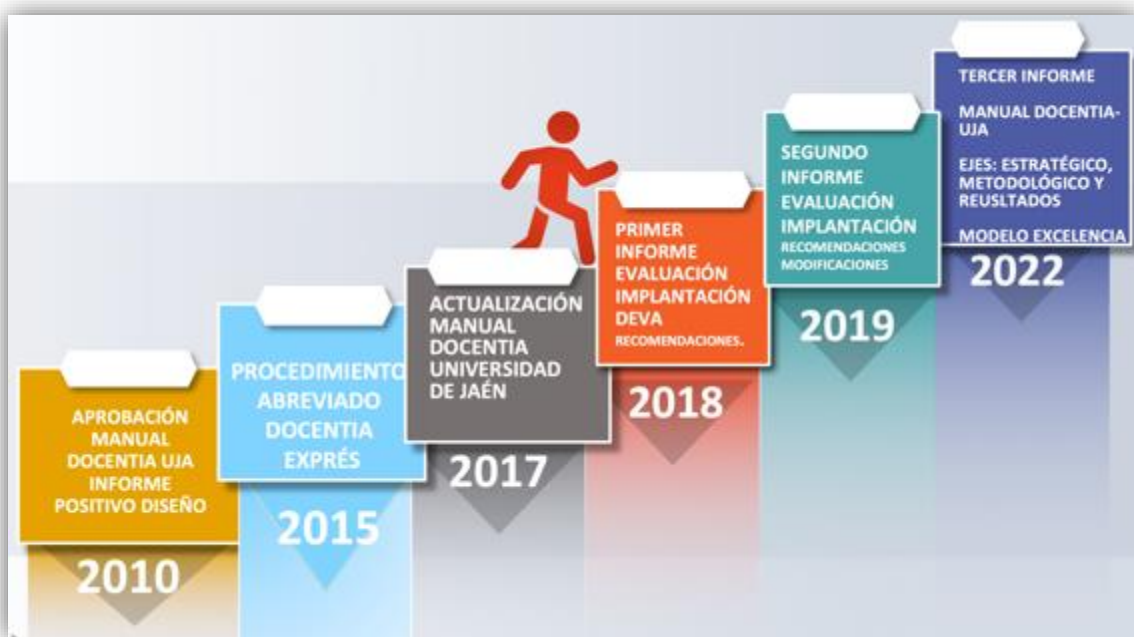 APROBACIÓN
MANUAL
DOCENTIA UJA
INFORME
POSITIVO DISEÑO
2010
PROCEDIMIENTO
ABREVIADO
DOCENTIA
EXPRÉS
2015
ACTUALIZACIÓN
MANUAL
DOCENTIA
UNIVERSIDAD
DE JAÉN
2017
PRIMER
INFORME
EVALUACIÓN
IMPLANTACIÓN
DEVA
RECOMENDACIONES.
2018
SEGUNDO
INFORME
EVALUACIÓN
IMPLANTACIÓN
RECOMENDACIONES
MODIFICACIONES
2019
TERCER INFORME
MANUAL DOCENTIA-
UJA
EJES: ESTRATÉGICO,
METODOLÓGICO Y
REUSLTADOS
MODELO EXCELENCIA
2022